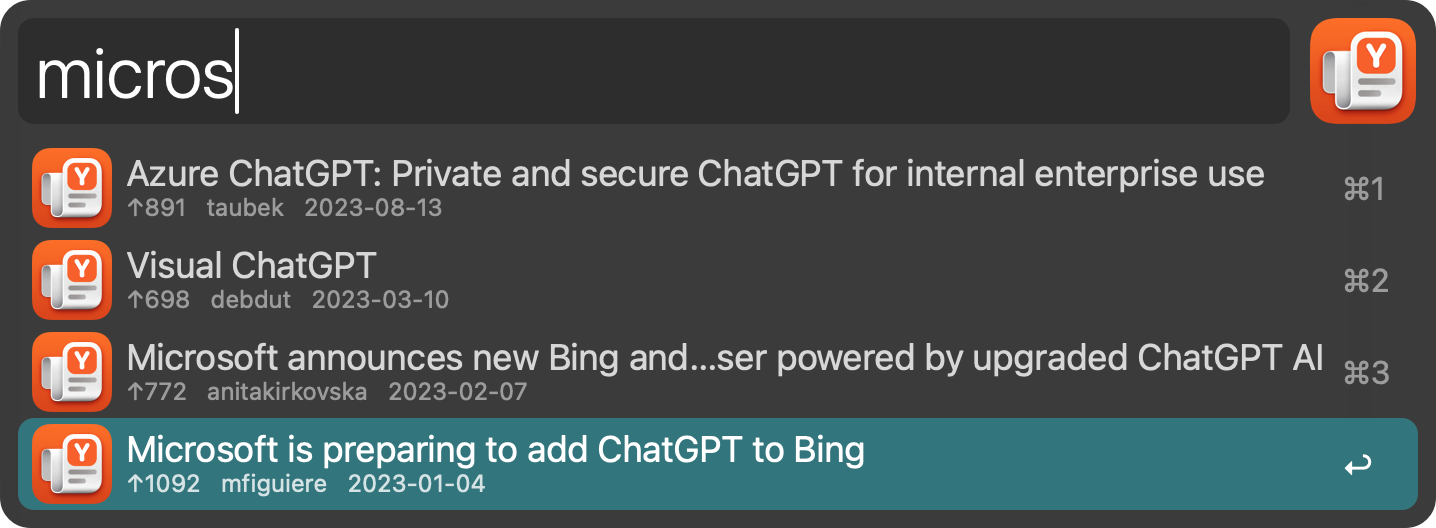 micros
Azure ChatGPT: Private and secure ChatGPT for internal enterprise use
↑891 taubek 2023-08-13
⌘1
Visual ChatGPT
↑698 debdut 2023-03-10
⌘2
Microsoft announces new Bing and...ser powered by upgraded ChatGPT AI
↑772 anitakirkovska 2023-02-07
⌘3
Microsoft is preparing to add ChatGPT to Bing
↑1092 mfiguiere 2023-01-04